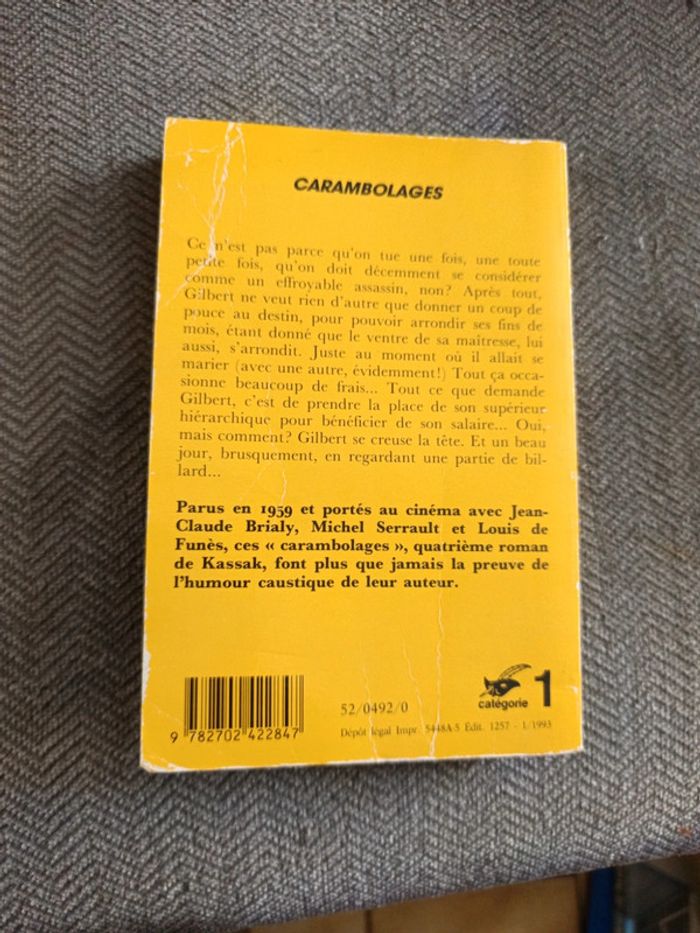 CARAMBOLAGES
Ce n'est pas parce qu'on tue une fois, une toute
petite fois, qu'on doit décemment se considérer
comme un effroyable assassin, non? Après tout,
Gilbert ne veut rien d'autre que donner un coup de
pouce au destin, pour pouvoir arrondir ses fins de
mois, étant donné que le ventre de sa maîtresse, lui
aussi, s'arrondit. Juste au moment où il allait se
marier (avec une autre, évidemment!) Tout ça occa-
sionne beaucoup de frais... Tout ce que demande
Gilbert, c'est de prendre la place de son supérieur
hiérarchique pour bénéficier de son salaire... Oui,
mais comment? Gilbert se creuse la tête. Et un beau
jour, brusquement, en regardant une partie de bil-
lard...
Parus en 1959 et portés au cinéma avec Jean-
Claude Brialy, Michel Serrault et Louis de
Funès, ces « carambolages », quatrième roman
de Kassak, font plus que jamais la preuve de
l'humour caustique de leur auteur.
9 782702 422847
52/0492/0
Dépôt légal Impr. 5448A-5 Édit. 1257 - 1/1993
catégorie 1